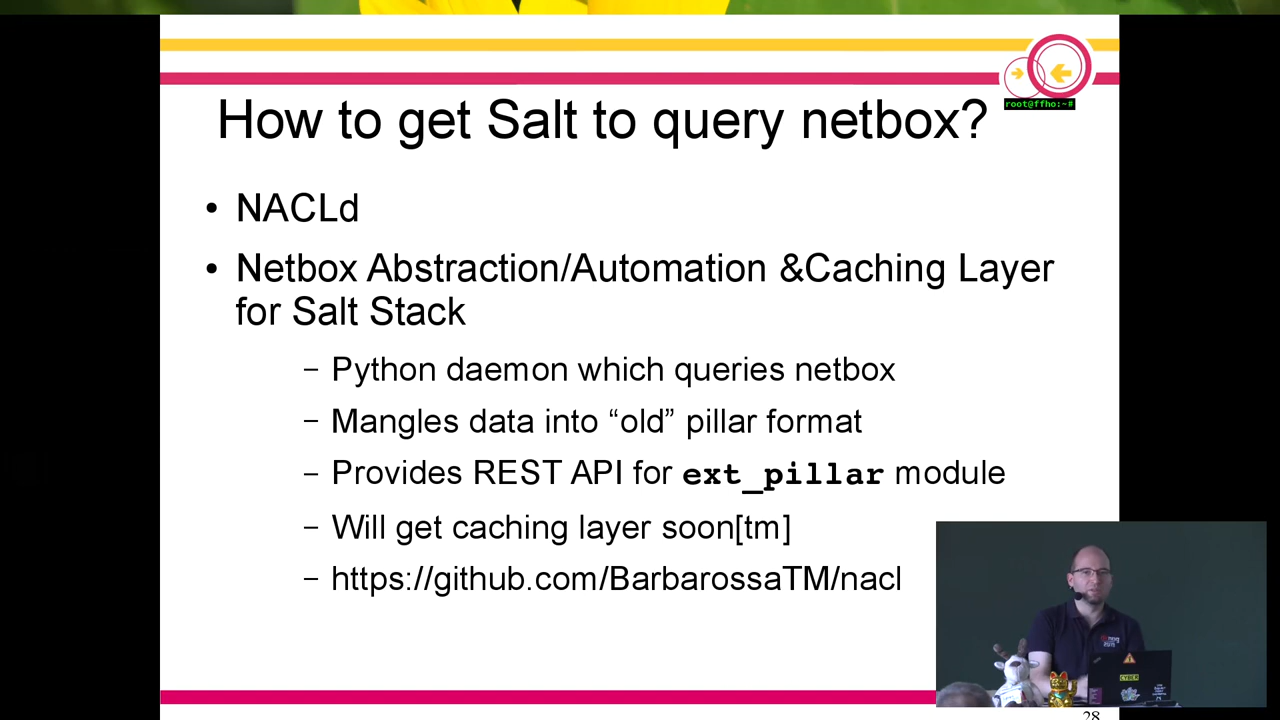 root@ffho:~#
How to get Salt to query netbox?
• NACLd
• Netbox Abstraction/Automation &Caching Layer
for Salt Stack
– Python daemon which queries netbox
– Mangles data into “old” pillar format
– Provides REST API for ext_pillar module
– Will get caching layer soon[tm]
– https://github.com/BarbarossaTM/nacl
CYBER
28